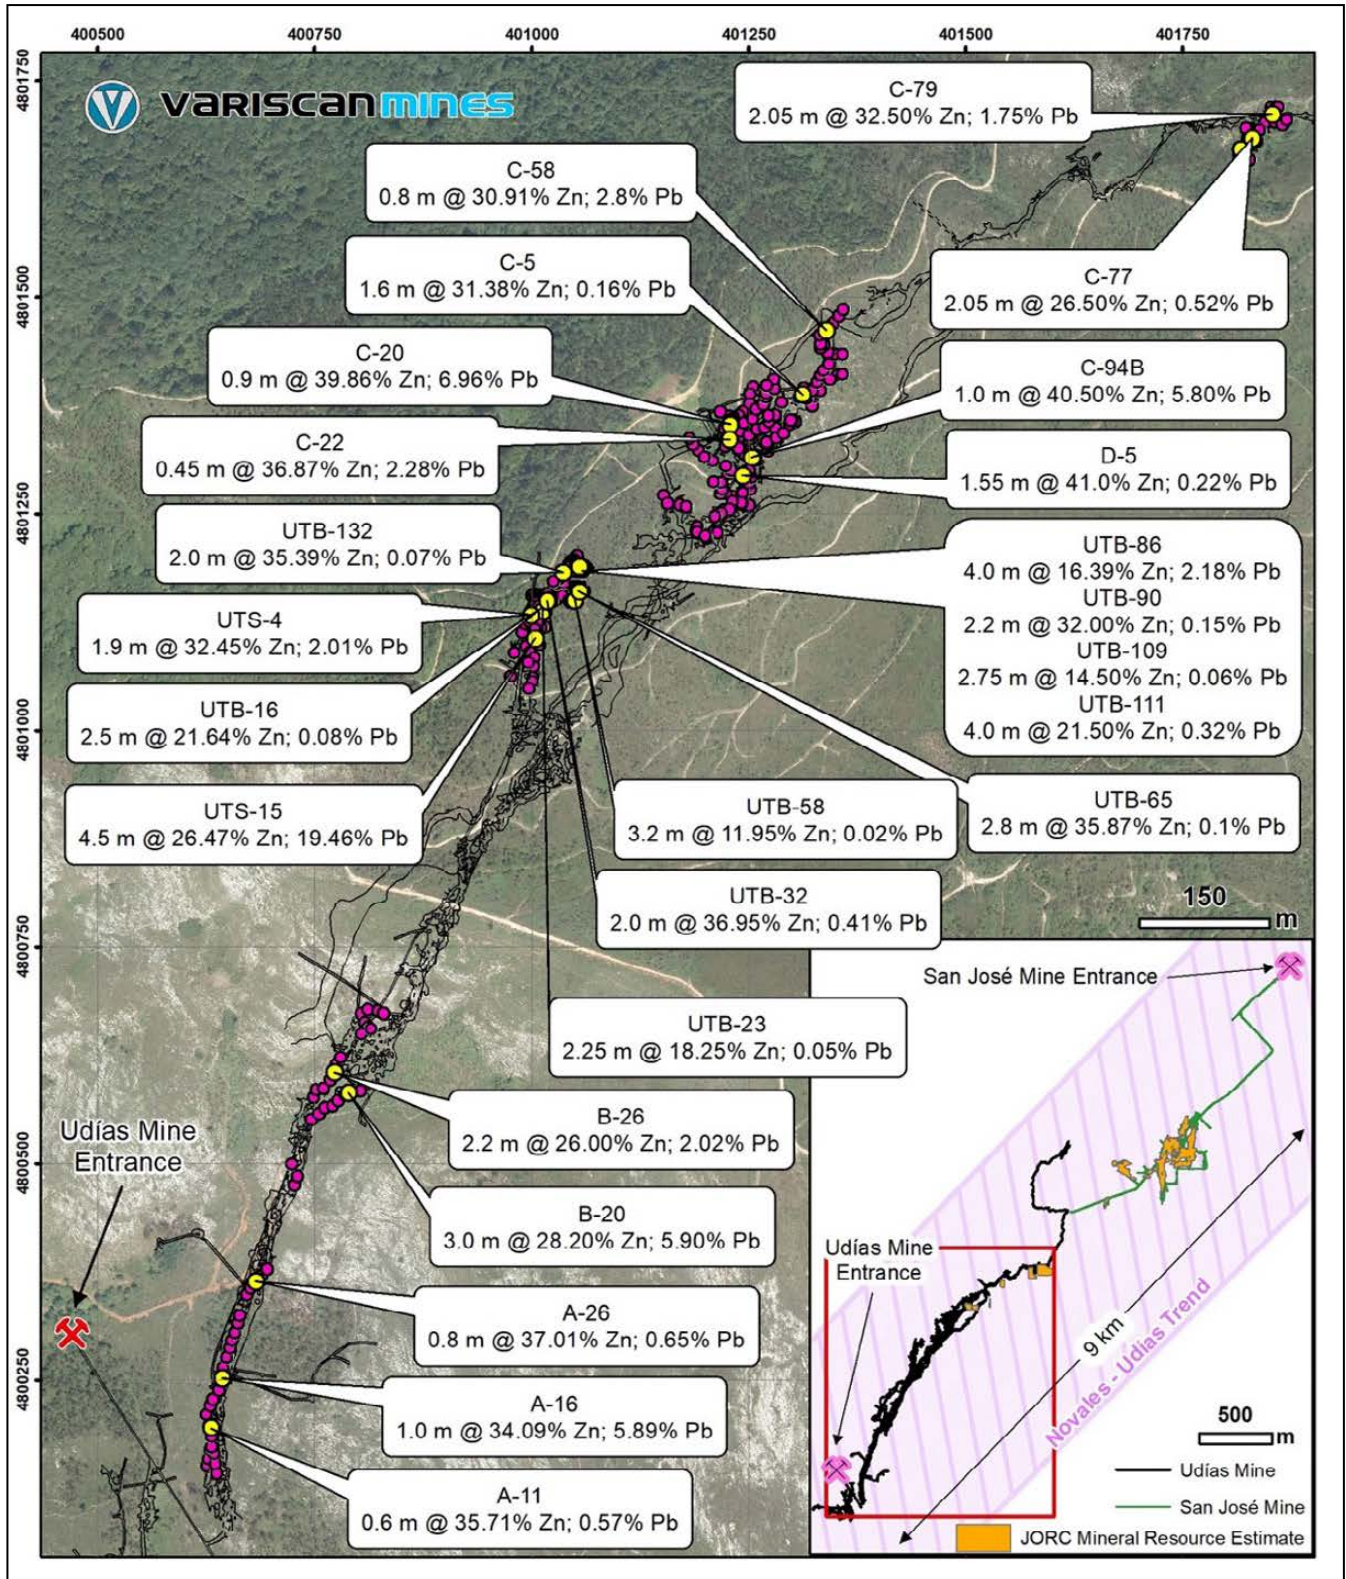 400500 400750 401000 401250 401500 401750
4801750
4801500
4801250
4801000
4800750
4800500
4800250
V VARISCAN MINES
C-79
2.05 m @ 32.50% Zn; 1.75% Pb
C-58
0.8 m @ 30.91% Zn; 2.8% Pb
C-5
1.6 m @ 31.38% Zn; 0.16% Pb
C-77
2.05 m @ 26.50% Zn; 0.52% Pb
C-20
0.9 m @ 39.86% Zn; 6.96% Pb
C-94B
1.0 m @ 40.50% Zn; 5.80% Pb
C-22
0.45 m @ 36.87% Zn; 2.28% Pb
D-5
1.55 m @ 41.0% Zn; 0.22% Pb
UTB-132
2.0 m @ 35.39% Zn; 0.07% Pb
UTB-86
4.0 m @ 16.39% Zn; 2.18% Pb
UTB-90
2.2 m @ 32.00% Zn; 0.15% Pb
UTB-109
2.75 m @ 14.50% Zn; 0.06% Pb
UTB-111
4.0 m @ 21.50% Zn; 0.32% Pb
UTS-4
1.9 m @ 32.45% Zn; 2.01% Pb
UTB-16
2.5 m @ 21.64% Zn; 0.08% Pb
UTS-15
4.5 m @ 26.47% Zn; 19.46% Pb
UTB-58
3.2 m @ 11.95% Zn; 0.02% Pb
UTB-65
2.8 m @ 35.87% Zn; 0.1% Pb
UTB-32
2.0 m @ 36.95% Zn; 0.41% Pb
150
m
UTB-23
2.25 m @ 18.25% Zn; 0.05% Pb
B-26
2.2 m @ 26.00% Zn; 2.02% Pb
Udías Mine
Entrance
B-20
3.0 m @ 28.20% Zn; 5.90% Pb
A-26
0.8 m @ 37.01% Zn; 0.65% Pb
A-16
1.0 m @ 34.09% Zn; 5.89% Pb
A-11
0.6 m @ 35.71% Zn; 0.57% Pb
San José Mine Entrance
Udías Mine
Entrance
9 km
Novales - Udías Trend
500
m
Udías Mine
San José Mine
JORC Mineral Resource Estimate